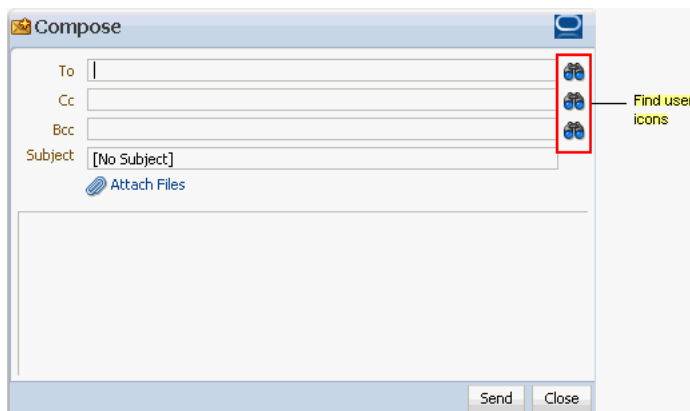 Compose
To
Cc
Bcc
Subject [No Subject]
Attach Files
Find user
icons
Send Close